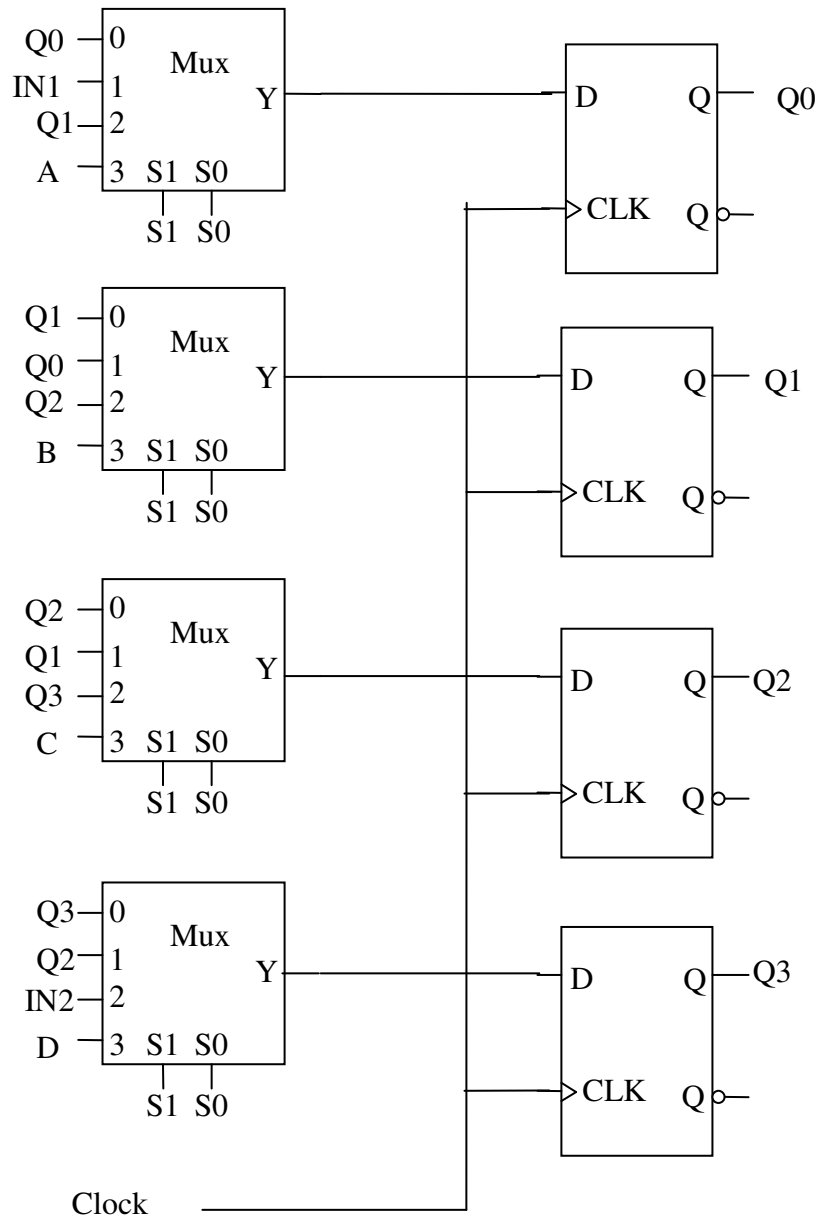 Q0 0
Mux
IN1 1
Y
Q1 2
A 3 S1 S0
S1 S0
D Q Q0
CLK Q
Q1 0
Mux
Q0 1
Y
Q2 2
B 3 S1 S0
S1 S0
D Q Q1
CLK Q
Q2 0
Mux
Q1 1
Y
Q3 2
C 3 S1 S0
S1 S0
D Q Q2
CLK Q
Q3 0
Mux
Q2 1
Y
IN2 2
D 3 S1 S0
S1 S0
D Q Q3
CLK Q
Clock